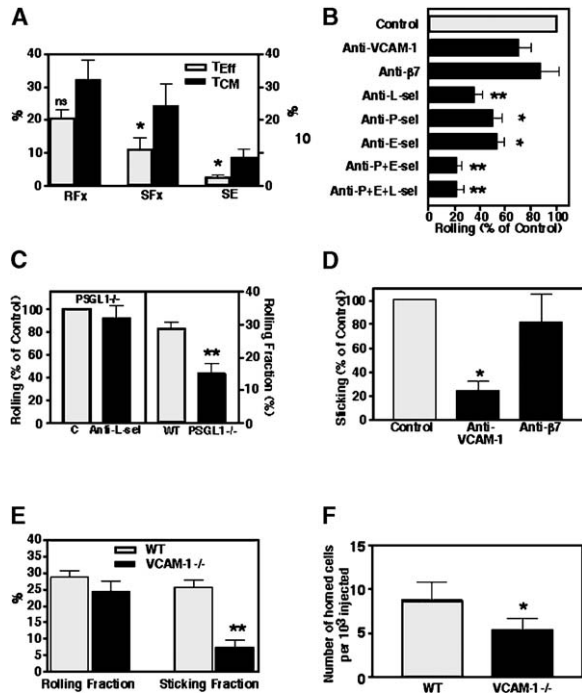 A
T_Eff
T_CM
40
30
20
10
0
%
ns
*
*
40
30
20
10
0
%
10
RFx SFx SE
B
Control
Anti-VCAM-1
Anti-β7
Anti-L-sel **
Anti-P-sel *
Anti-E-sel *
Anti-P+E-sel **
Anti-P+E+L-sel **
0 20 40 60 80 100
Rolling (% of Control)
C
PSGL1-/-
Rolling (% of Control)
100
80
60
40
20
0
**
40
30
20
10
0
Rolling Fraction (%)
C Anti-L-sel WT PSGL1-/-
D
Sticking (% of Control)
100
80
60
40
20
0
*
Control Anti-VCAM-1 Anti-β7
E
WT
VCAM-1 -/-
40
35
30
25
20
15
10
5
0
%
**
Rolling Fraction Sticking Fraction
F
Number of homed cells
per 10³ injected
15
10
5
0
*
WT VCAM-1 -/-